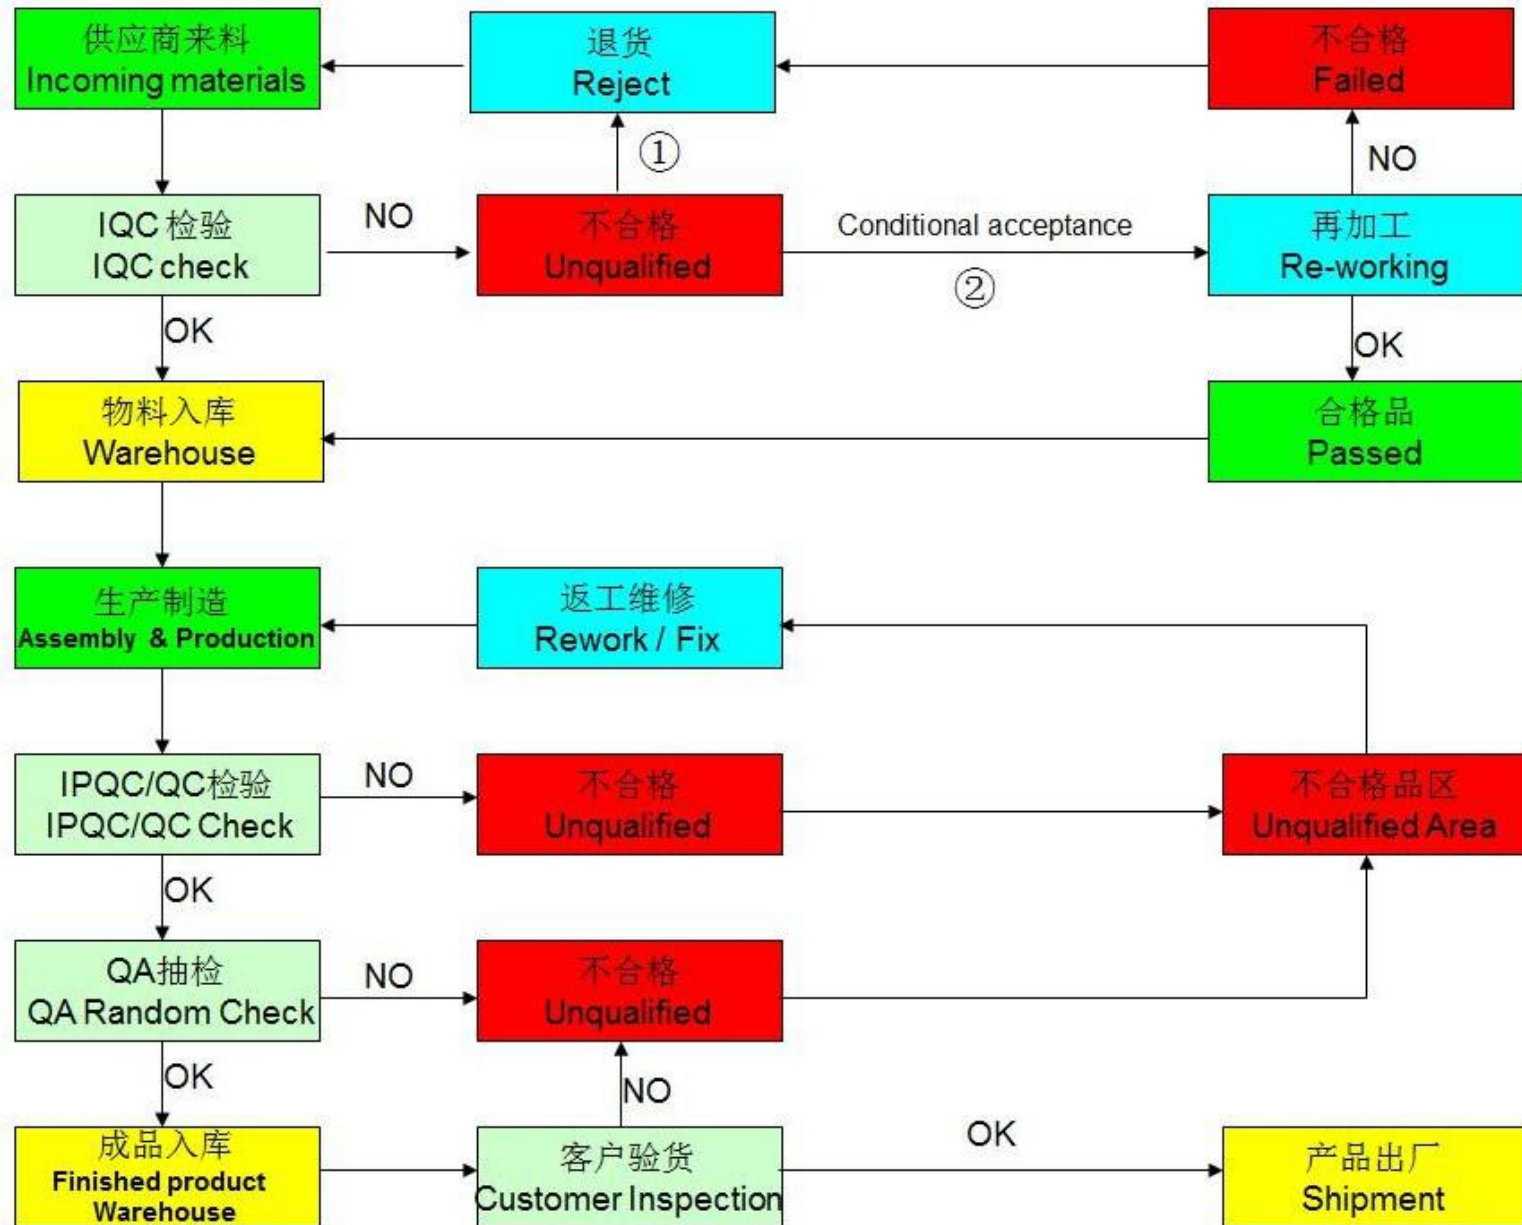 供应商来料
Incoming materials
退货
Reject
不合格
Failed
①
NO
IQC 检验
IQC check
NO
不合格
Unqualified
Conditional acceptance
②
再加工
Re-working
OK
OK
物料入库
Warehouse
合格品
Passed
生产制造
Assembly & Production
返工维修
Rework / Fix
IPQC/QC检验
IPQC/QC Check
NO
不合格
Unqualified
不合格品区
Unqualified Area
OK
QA抽检
QA Random Check
NO
不合格
Unqualified
OK
NO
成品入库
Finished product
Warehouse
客户验货
Customer Inspection
OK
产品出厂
Shipment